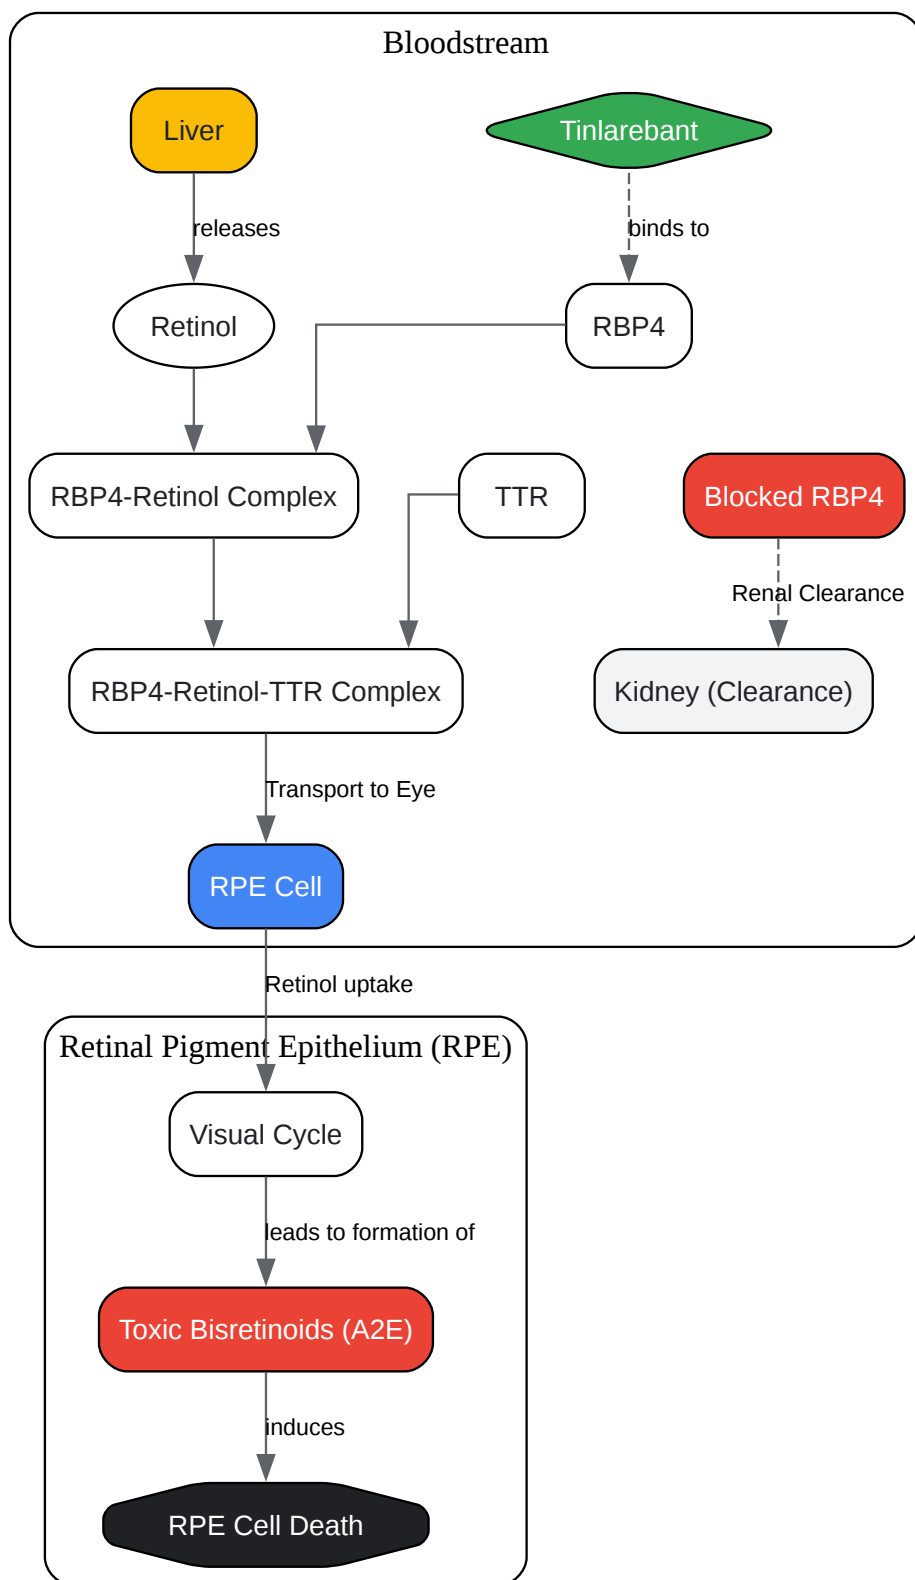 Bloodstream
Liver
Tinlarebant
releases
binds to
Retinol
RBP4
RBP4-Retinol Complex
TTR
Blocked RBP4
Renal Clearance
RBP4-Retinol-TTR Complex
Kidney (Clearance)
Transport to Eye
RPE Cell
Retinol uptake
Retinal Pigment Epithelium (RPE)
Visual Cycle
leads to formation of
Toxic Bisretinoids (A2E)
induces
RPE Cell Death